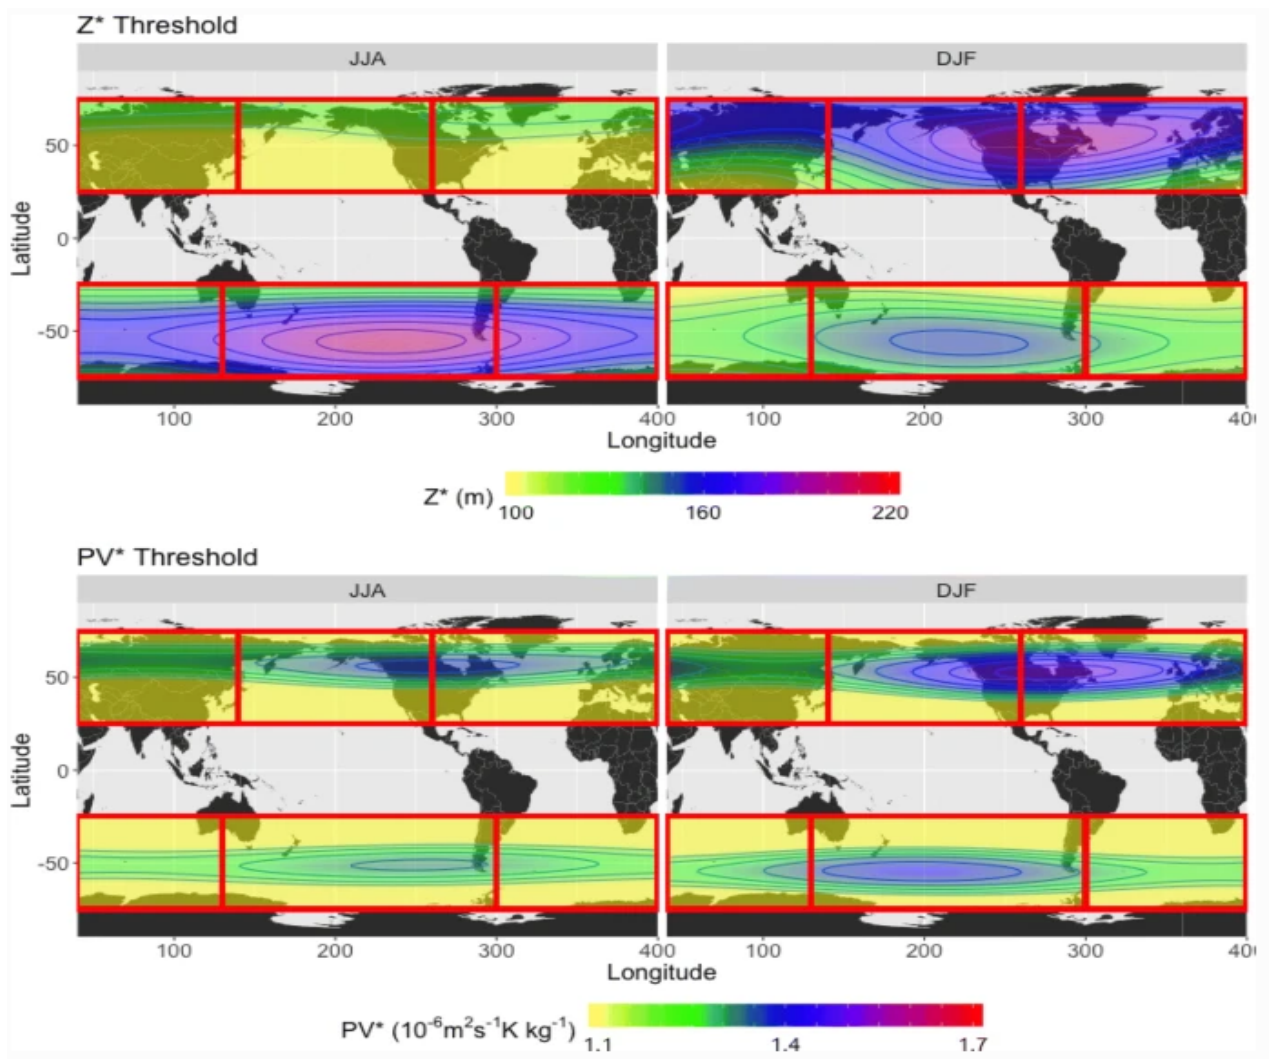 Z* Threshold
JJA DJF
50
0
-50
Latitude
100 200 300 400 100 200 300 40
Longitude
Z* (m)
100 160 220
PV* Threshold
JJA DJF
50
0
-50
Latitude
100 200 300 400 100 200 300 40
Longitude
PV* (10⁻⁶m²s⁻¹K kg⁻¹)
1.1 1.4 1.7